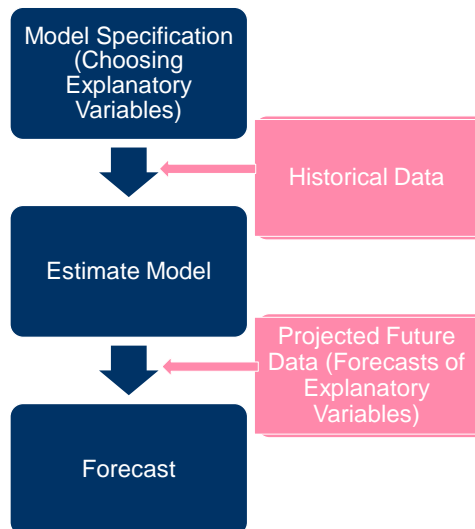 Model Specification
(Choosing
Explanatory
Variables)
Historical Data
Estimate Model
Projected Future
Data (Forecasts of
Explanatory
Variables)
Forecast